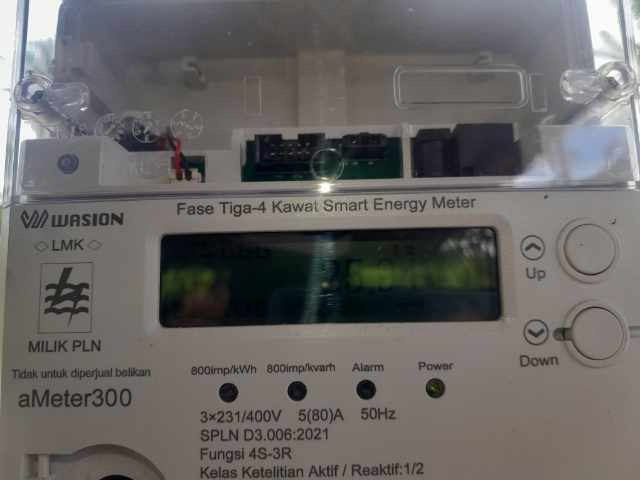 Fase Tiga-4 Kawat Smart Energy Meter
WASION
◇ LMK ◇
Up
MILIK PLN
Down
Tidak untuk diperjual belikan
aMeter300
800imp/kWh 800imp/kvarh Alarm Power
3×231/400V 5(80)A 50Hz
SPLN D3.006:2021
Fungsi 4S-3R
Kelas Ketelitian Aktif / Reaktif:1/2